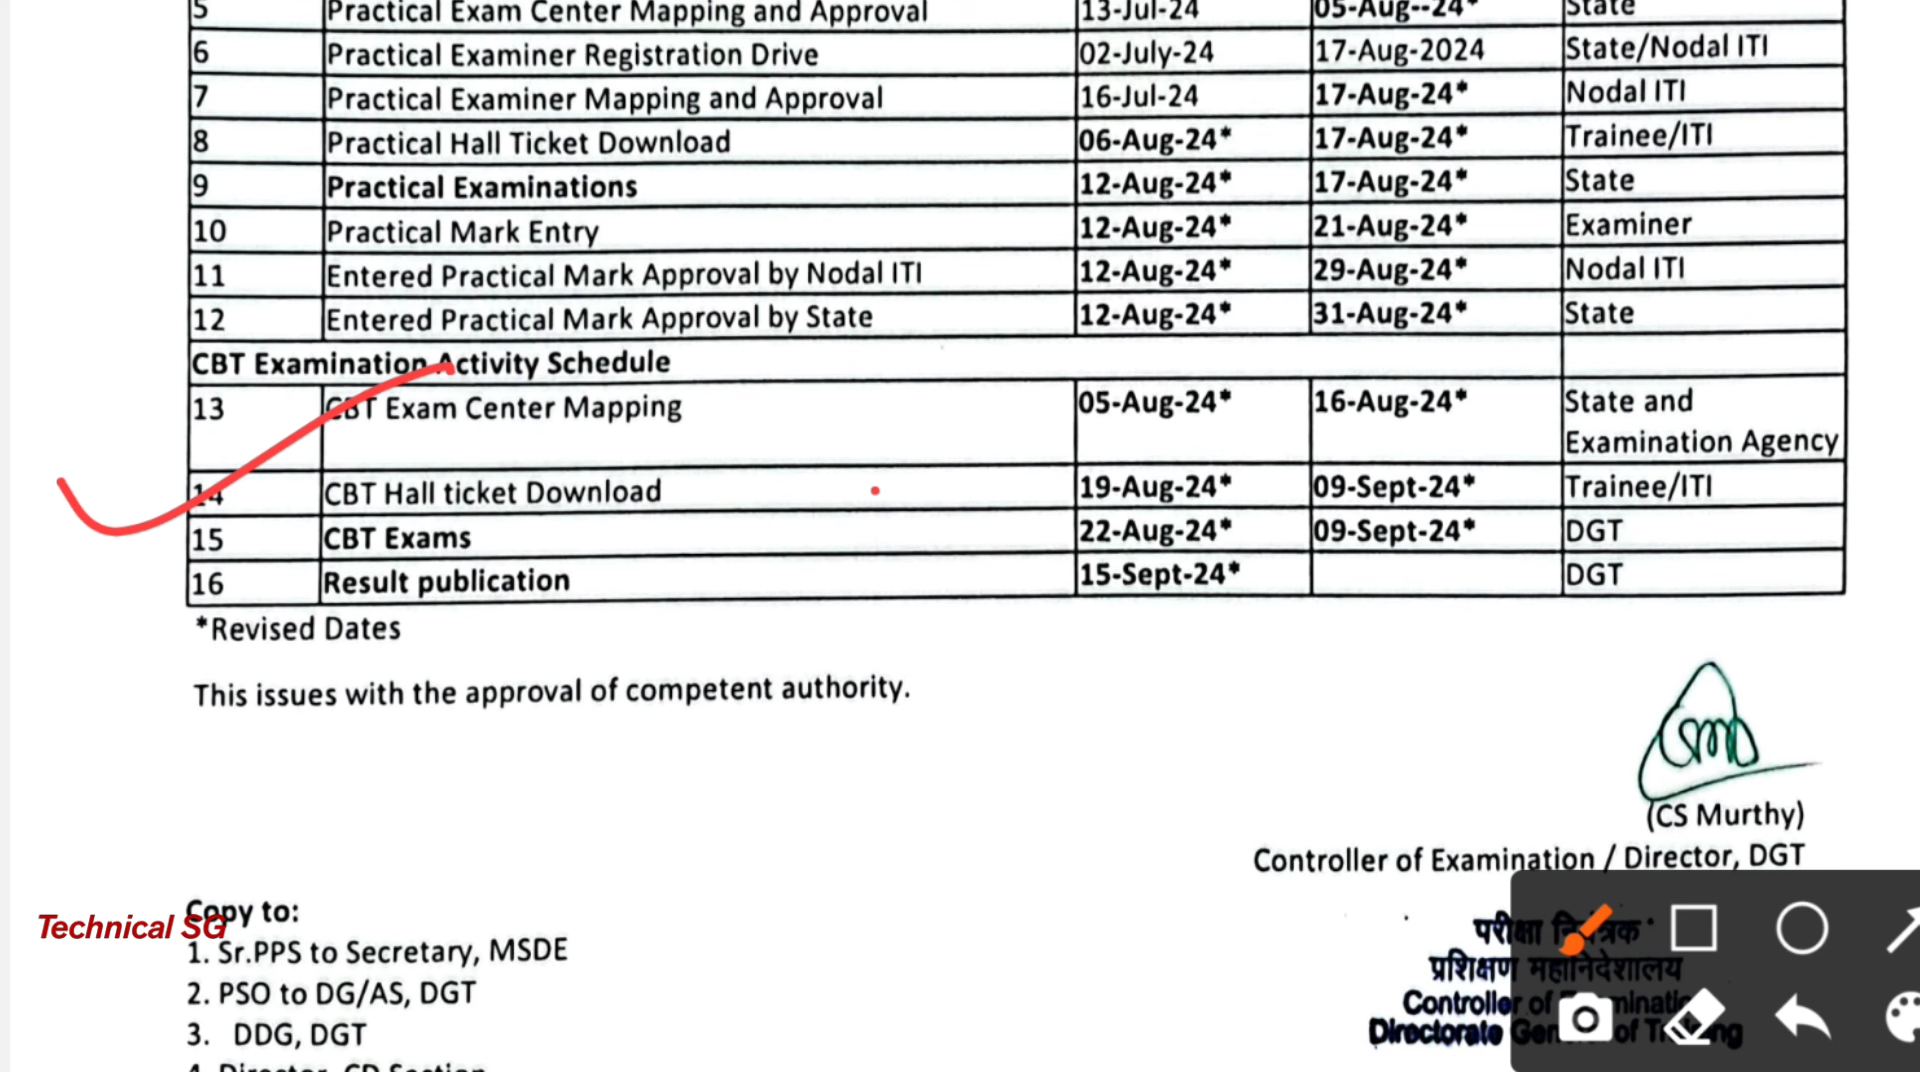 5 Practical Exam Center Mapping and Approval 13-Jul-24 05-Aug--24* State
6 Practical Examiner Registration Drive 02-July-24 17-Aug-2024 State/Nodal ITI
7 Practical Examiner Mapping and Approval 16-Jul-24 17-Aug-24* Nodal ITI
8 Practical Hall Ticket Download 06-Aug-24* 17-Aug-24* Trainee/ITI
9 Practical Examinations 12-Aug-24* 17-Aug-24* State
10 Practical Mark Entry 12-Aug-24* 21-Aug-24* Examiner
11 Entered Practical Mark Approval by Nodal ITI 12-Aug-24* 29-Aug-24* Nodal ITI
12 Entered Practical Mark Approval by State 12-Aug-24* 31-Aug-24* State
CBT Examination Activity Schedule
13 CBT Exam Center Mapping 05-Aug-24* 16-Aug-24* State and
Examination Agency
14 CBT Hall ticket Download 19-Aug-24* 09-Sept-24* Trainee/ITI
15 CBT Exams 22-Aug-24* 09-Sept-24* DGT
16 Result publication 15-Sept-24* DGT
*Revised Dates
This issues with the approval of competent authority.
(CS Murthy)
Controller of Examination / Director, DGT
Copy to:
Technical SG
1. Sr.PPS to Secretary, MSDE
2. PSO to DG/AS, DGT
3. DDG, DGT
4. Director, CD Section
परीक्षा
प्रशिक्षण महानिदेशालय
Controller of
Directorate of